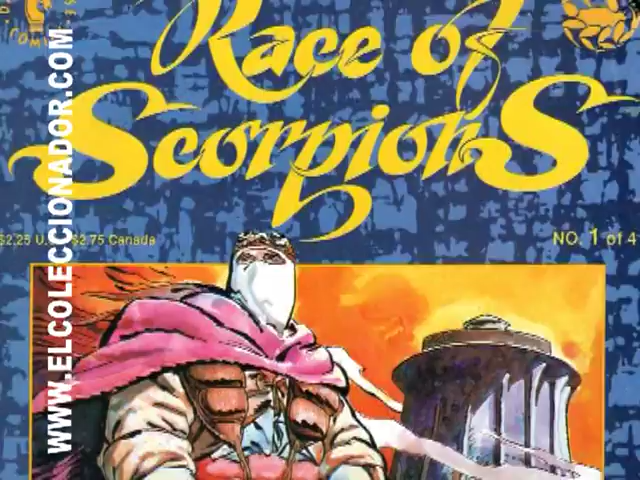 Race of
Scorpions
$2.25 U.S. $2.75 Canada
NO. 1 of 4
WWW.ELCOLECCIONADOR.COM